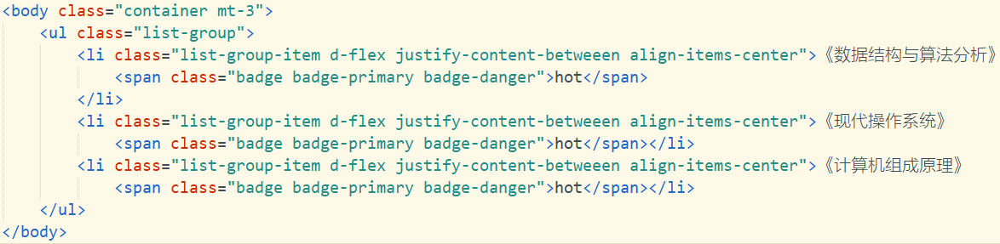 <body class="container mt-3">
<ul class="list-group">
<li class="list-group-item d-flex justify-content-betweeen align-items-center">《数据结构与算法分析》
<span class="badge badge-primary badge-danger">hot</span>
</li>
<li class="list-group-item d-flex justify-content-betweeen align-items-center">《现代操作系统》
<span class="badge badge-primary badge-danger">hot</span></li>
<li class="list-group-item d-flex justify-content-betweeen align-items-center">《计算机组成原理》
<span class="badge badge-primary badge-danger">hot</span></li>
</ul>
</body>